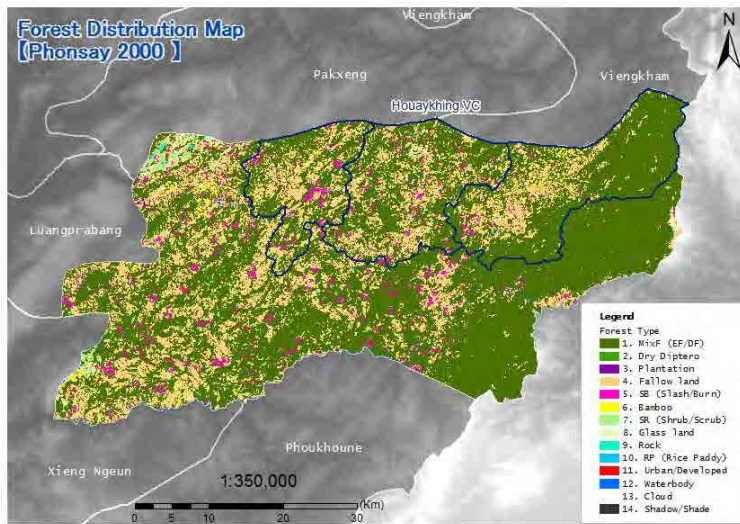 Forest Distribution Map
【Phonsay 2000 】
Viengkham
N
Pakxeng
Viengkham
Houaykhing VC
Luangprabang
Legend
Forest Type
1. MixF (EF/DF)
2. Dry Diptero
3. Plantation
4. Fallow land
5. SB (Slash/Burn)
6. Bamboo
7. SR (Shrub/Scrub)
8. Glass land
9. Rock
10. RP (Rice Paddy)
11. Urban/Developed
12. Waterbody
13. Cloud
14. Shadow/Shade
Phoukhoune
Xieng Ngeun
1:350,000
(Km)
0 5 10 20 30